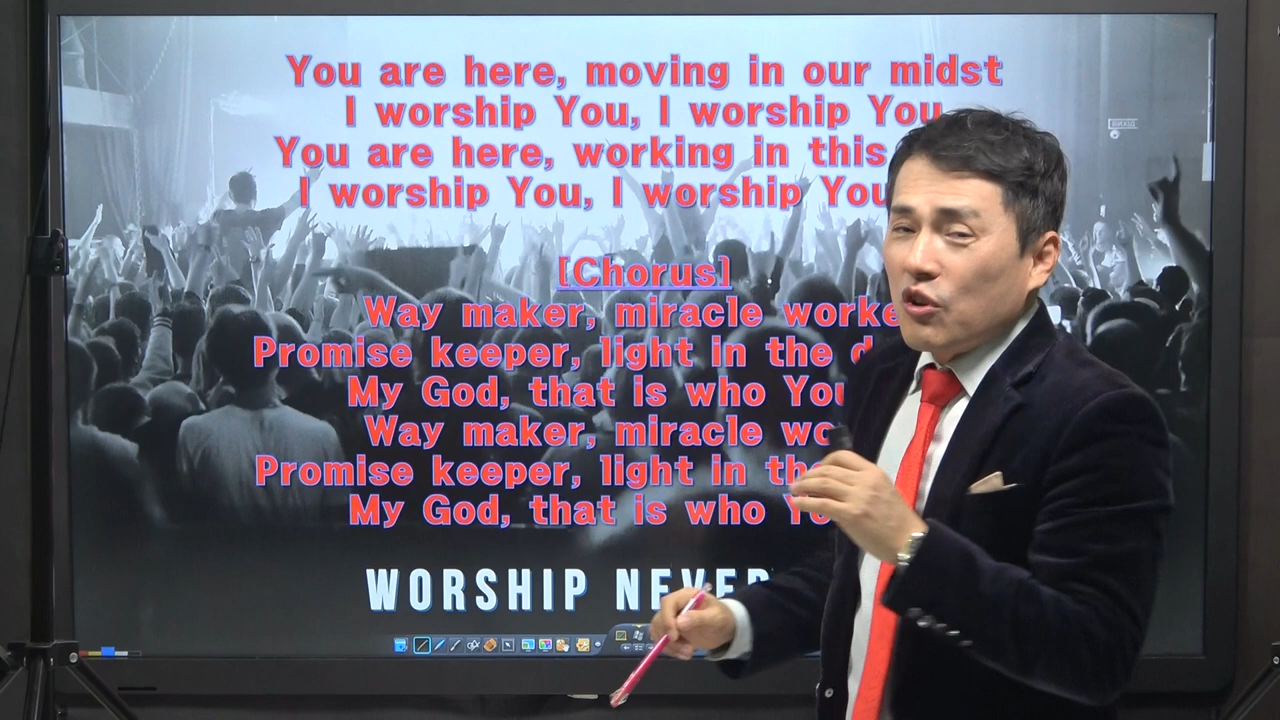 You are here, moving in our midst
I worship You, I worship You
You are here, working in this
I worship You, I worship You
[Chorus]
Way maker, miracle worke
Promise keeper, light in the d
My God, that is who You
Way maker, miracle wo
Promise keeper, light in the
My God, that is who Yo
WORSHIP NEVER